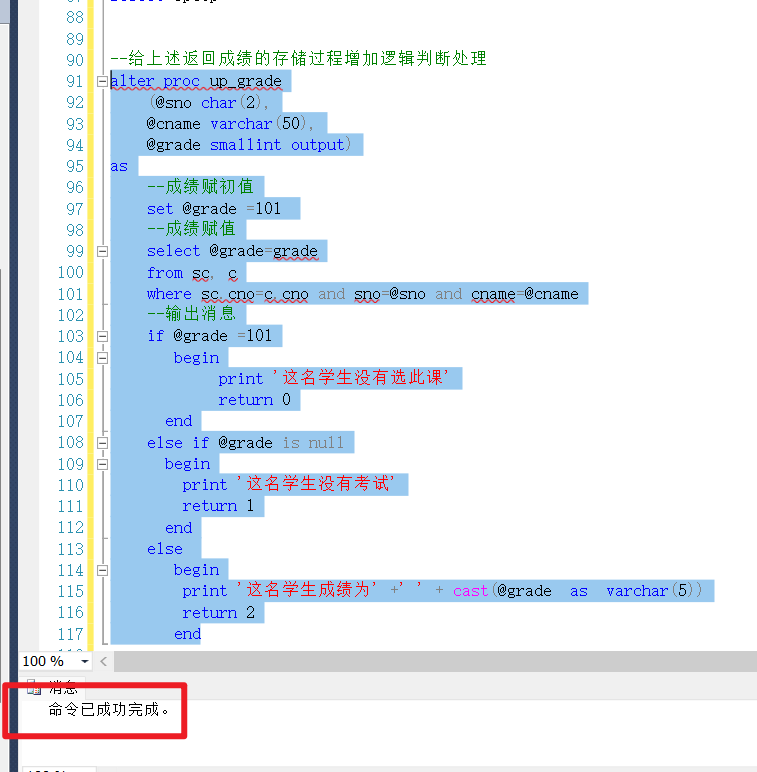 88
89
90 --给上述返回成绩的存储过程增加逻辑判断处理
91 alter proc up_grade
92 (@sno char(2),
93 @cname varchar(50),
94 @grade smallint output)
95 as
96 --成绩赋初值
97 set @grade =101
98 --成绩赋值
99 select @grade=grade
100 from sc, c
101 where sc.cno=c.cno and sno=@sno and cname=@cname
102 --输出消息
103 if @grade =101
104 begin
105 print '这名学生没有选此课'
106 return 0
107 end
108 else if @grade is null
109 begin
110 print '这名学生没有考试'
111 return 1
112 end
113 else
114 begin
115 print '这名学生成绩为' +' ' + cast(@grade as varchar(5))
116 return 2
117 end
100 %
消息
命令已成功完成。